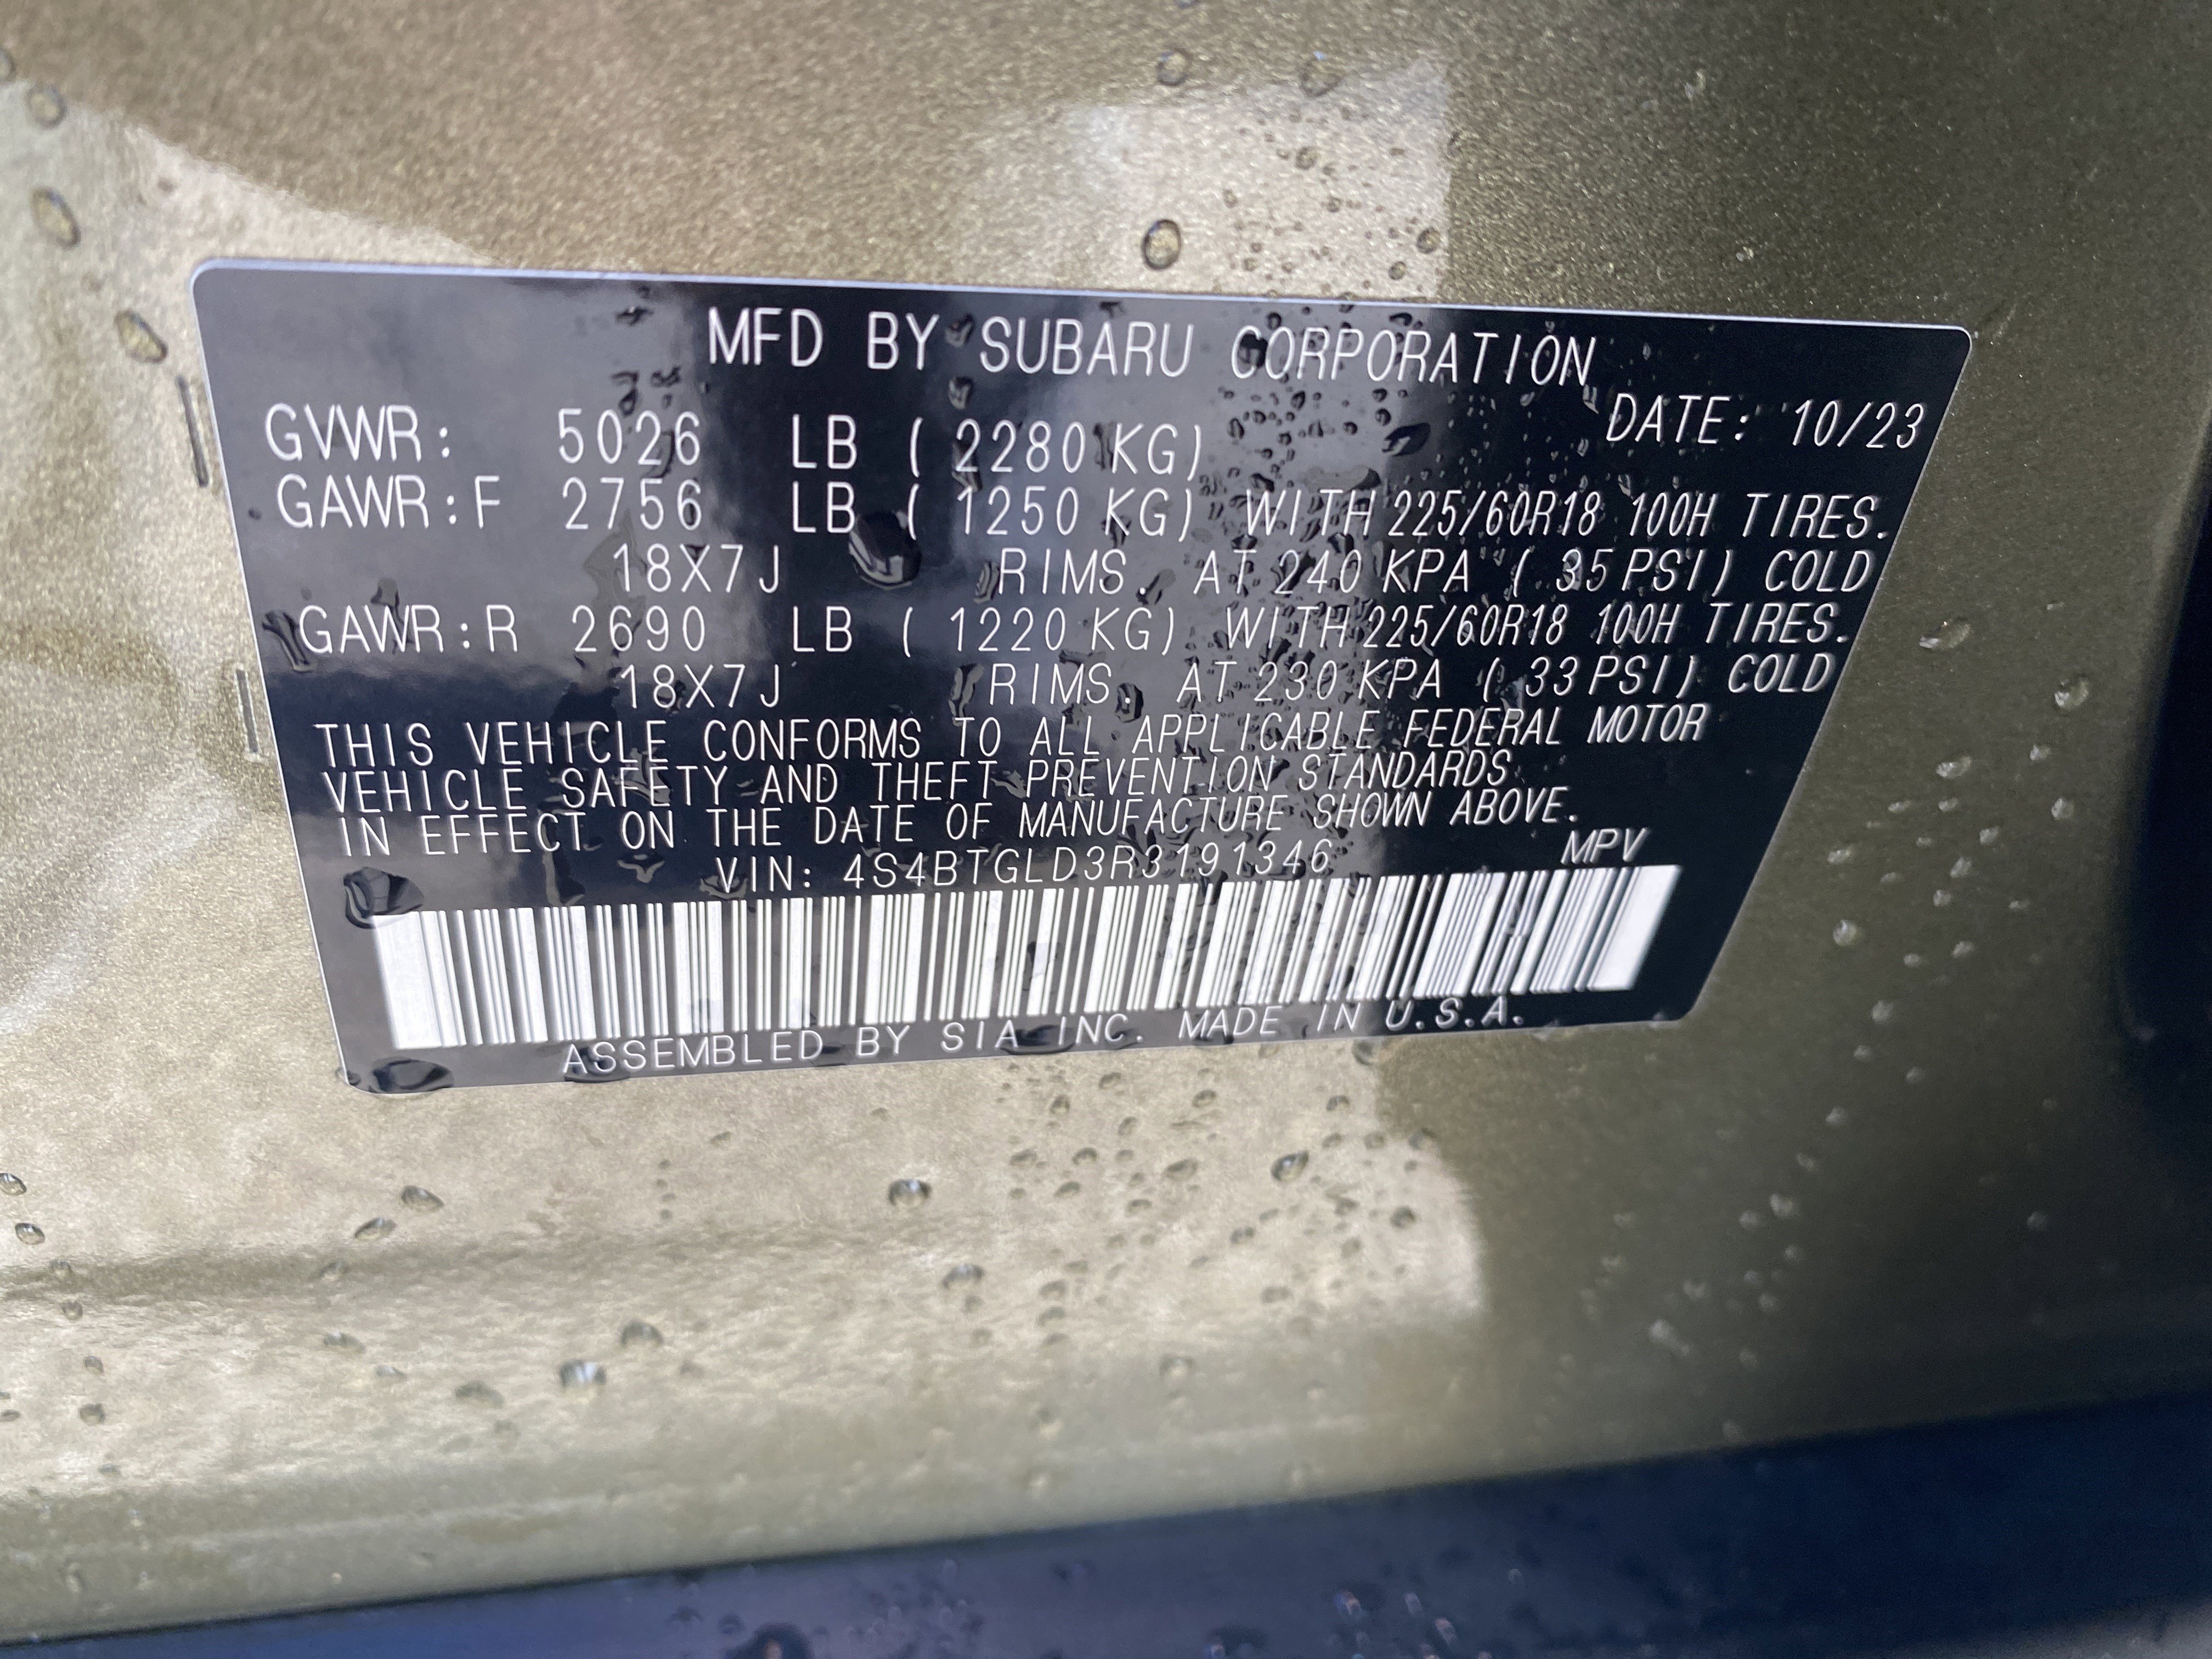 MFD BY SUBARU CORPORATION
DATE: 10/23
GVWR: 5026 LB ( 2280 KG)
GAWR:F 2756 LB ( 1250 KG) WITH 225/60R18 100H TIRES.
18X7J RIMS. AT 240 KPA ( 35 PSI) COLD
GAWR:R 2690 LB ( 1220 KG) WITH 225/60R18 100H TIRES.
18X7J RIMS. AT 230 KPA ( 33 PSI) COLD
THIS VEHICLE CONFORMS TO ALL APPLICABLE FEDERAL MOTOR
VEHICLE SAFETY AND THEFT PREVENTION STANDARDS
IN EFFECT ON THE DATE OF MANUFACTURE SHOWN ABOVE.
VIN: 4S4BTGLD3R3191346 MPV
ASSEMBLED BY SIA INC. MADE IN U.S.A.